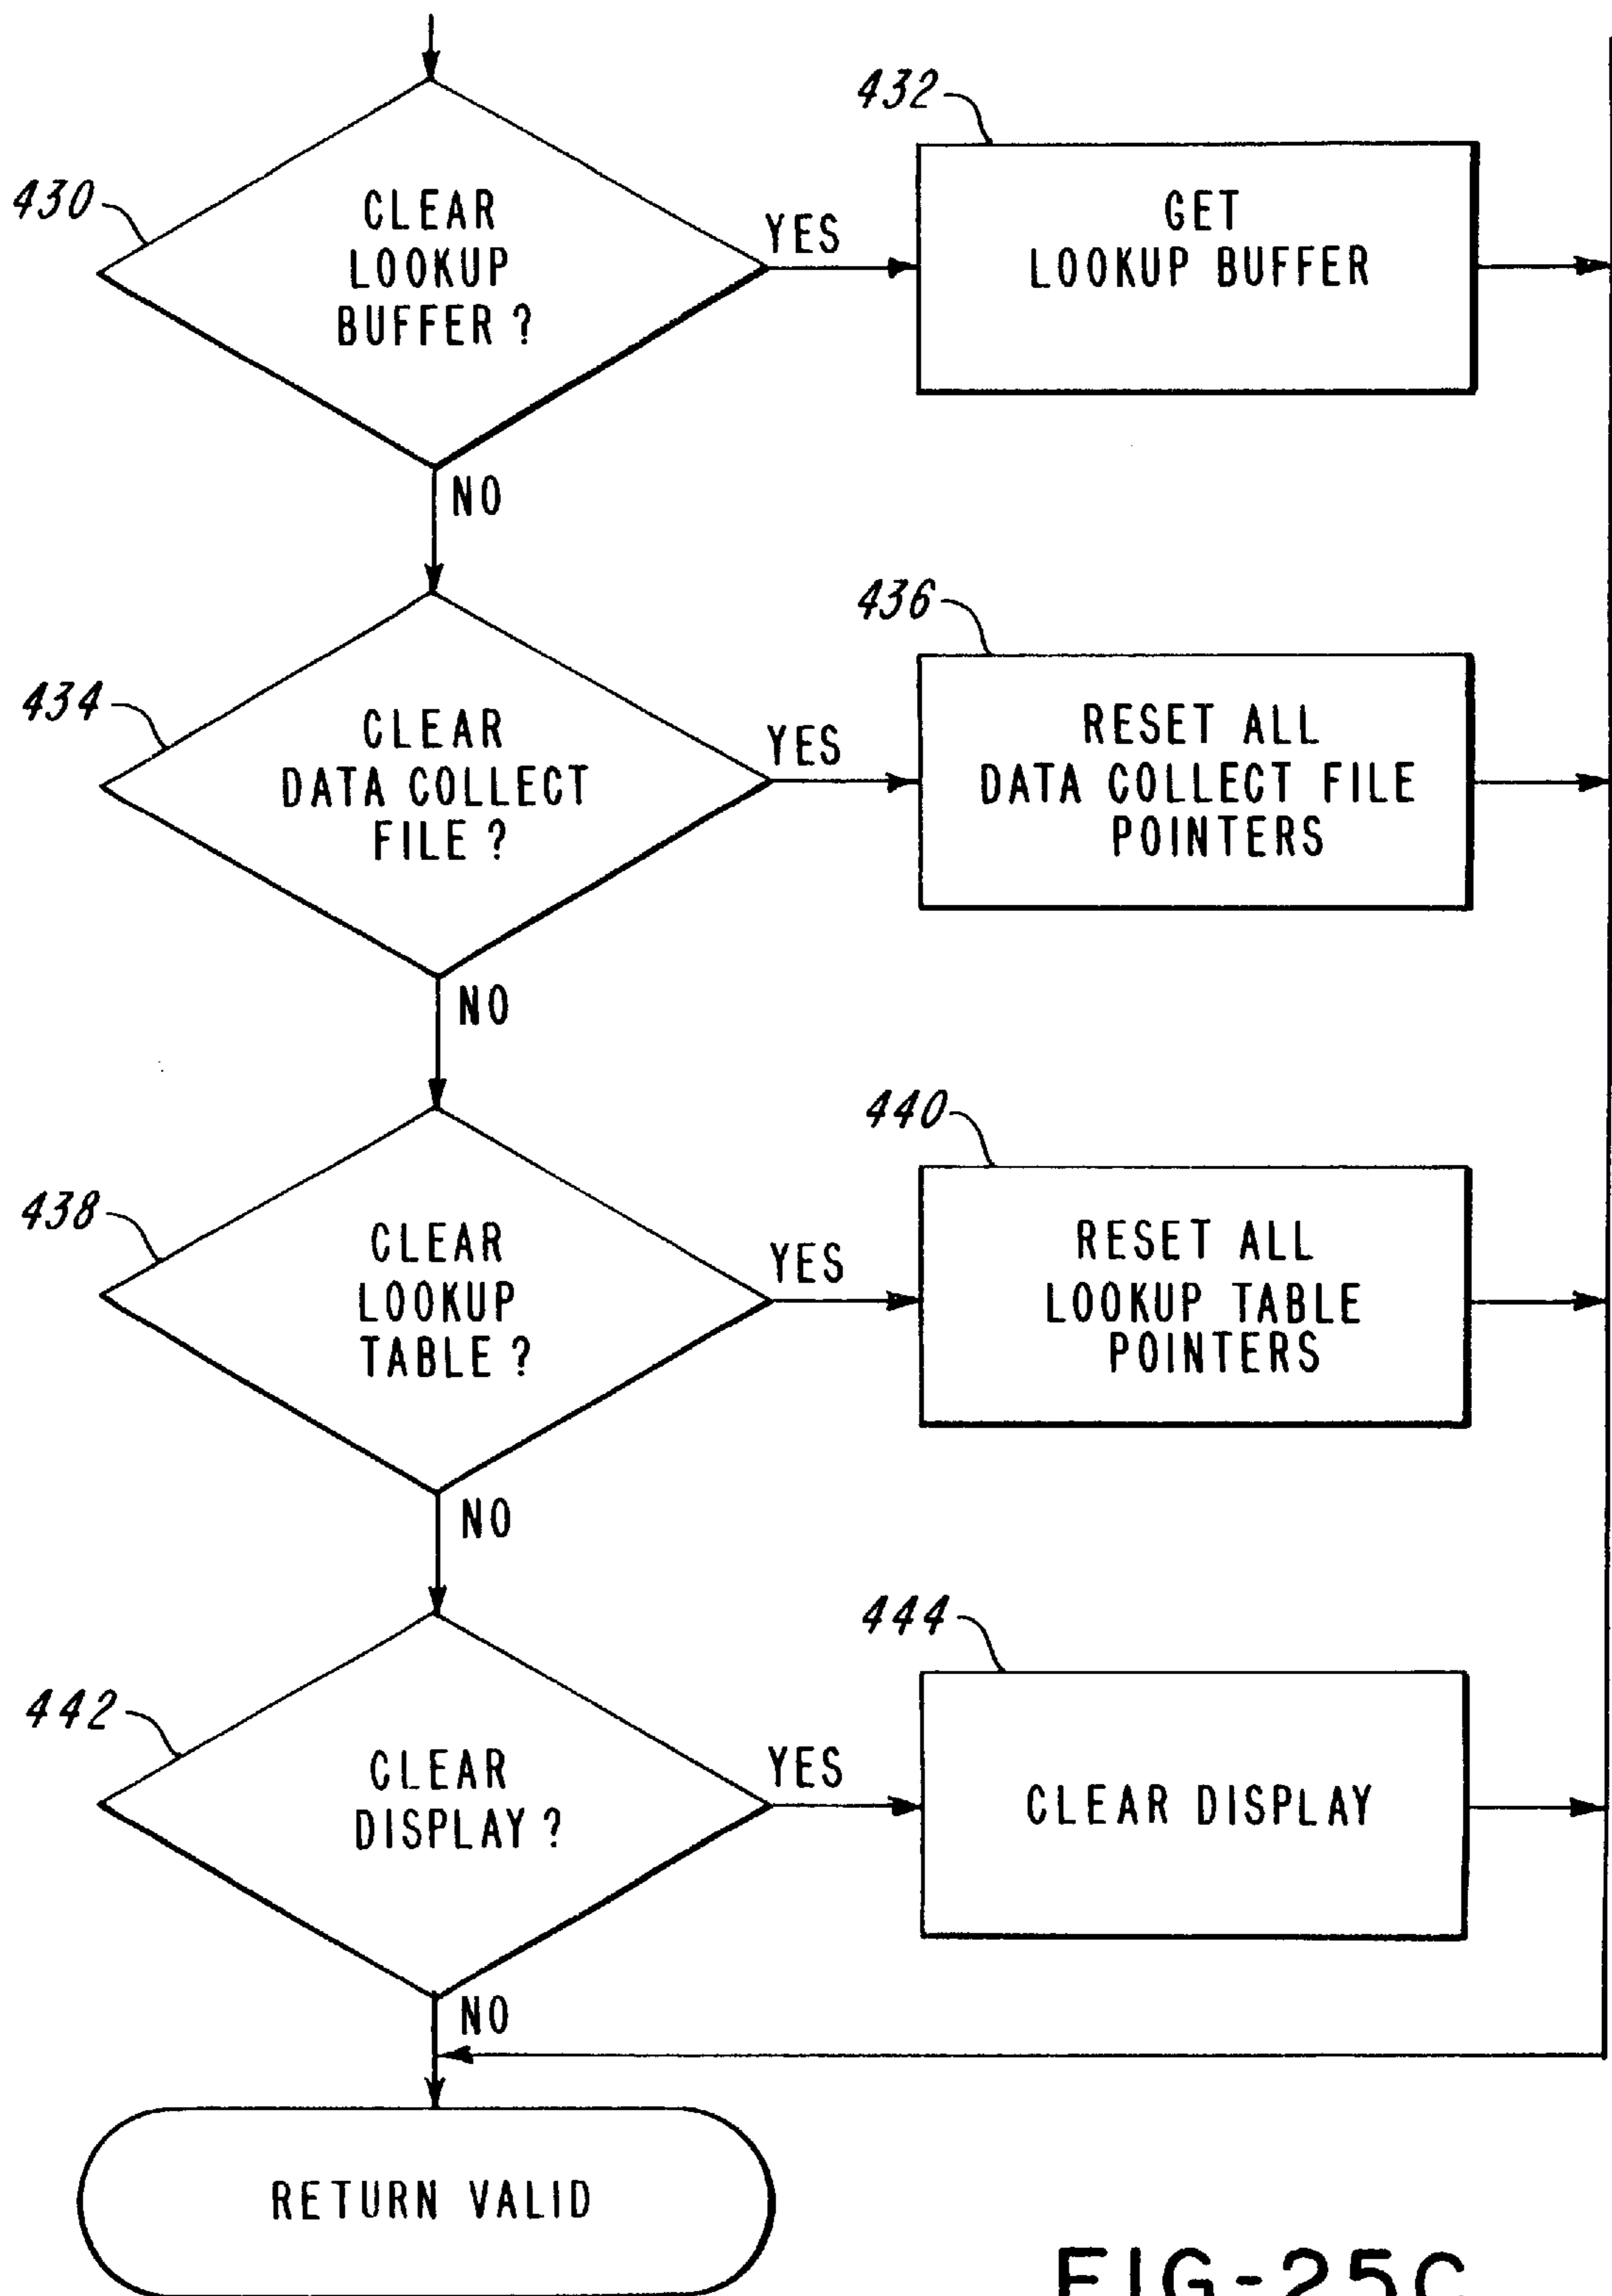 432
430
CLEAR
LOOKUP
BUFFER ?
YES
GET
LOOKUP BUFFER
NO
436
434
CLEAR
DATA COLLECT
FILE ?
YES
RESET ALL
DATA COLLECT FILE
POINTERS
NO
440
438
CLEAR
LOOKUP
TABLE ?
YES
RESET ALL
LOOKUP TABLE
POINTERS
NO
444
442
CLEAR
DISPLAY ?
YES
CLEAR DISPLAY
NO
RETURN VALID
FIG-25C